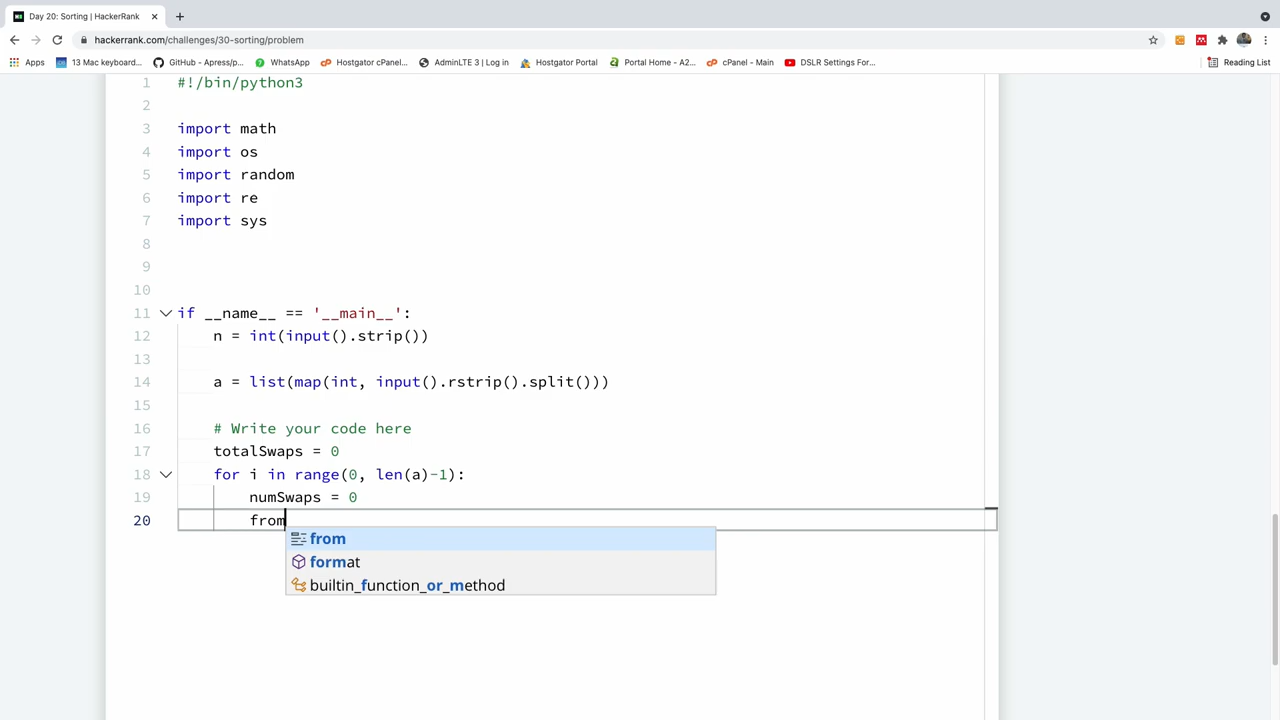 Day 20: Sorting | HackerRank
hackerrank.com/challenges/30-sorting/problem
Apps 13 Mac keyboard... GitHub - Apress/p... WhatsApp Hostgator cPanel... AdminLTE 3 | Log in Hostgator Portal Portal Home - A2... cPanel - Main DSLR Settings For... Reading List
1 #!/bin/python3
2
3 import math
4 import os
5 import random
6 import re
7 import sys
8
9
10
11 if __name__ == '__main__':
12 n = int(input().strip())
13
14 a = list(map(int, input().rstrip().split()))
15
16 # Write your code here
17 totalSwaps = 0
18 for i in range(0, len(a)-1):
19 numSwaps = 0
20 from
from
format
builtin_function_or_method